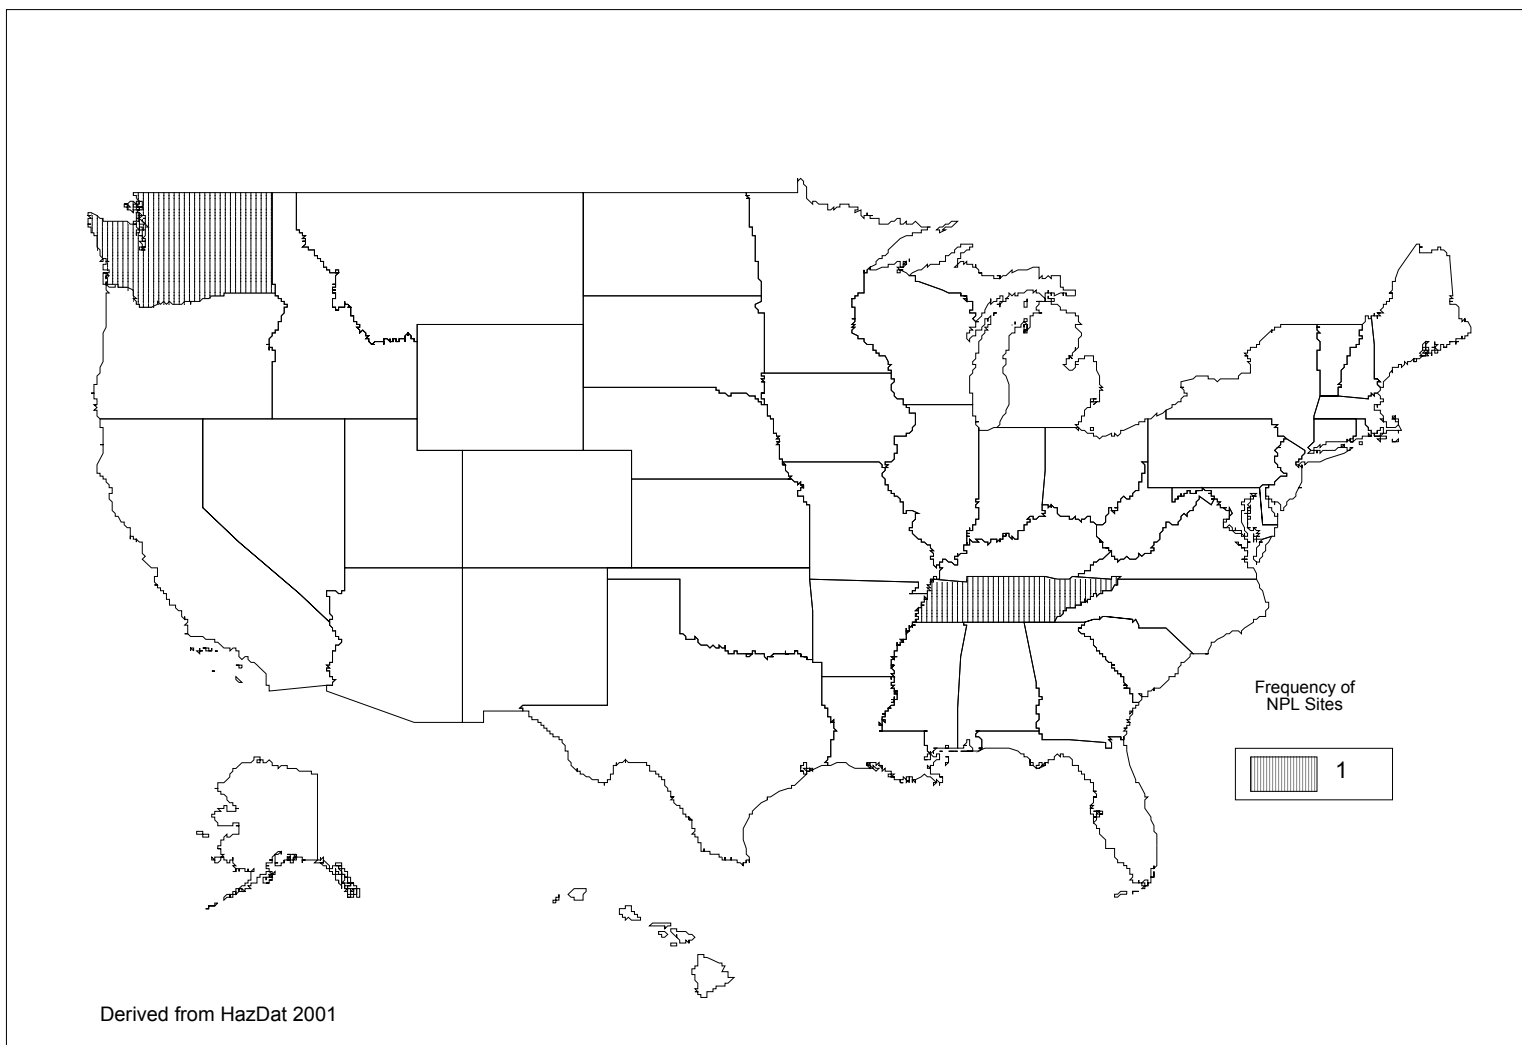 Frequency of
NPL Sites
1
Derived from HazDat 2001